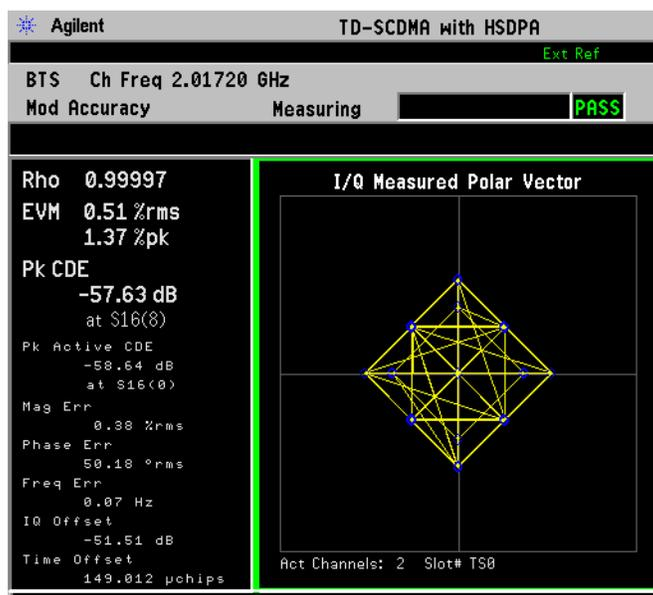 Agilent
TD-SCDMA with HSDPA
Ext Ref
BTS Ch Freq 2.01720 GHz
Mod Accuracy Measuring PASS
Rho 0.99997
EVM 0.51 %rms
1.37 %pk
Pk CDE
-57.63 dB
at S16(8)
Pk Active CDE
-58.64 dB
at S16(0)
Mag Err
0.38 %rms
Phase Err
50.18 °rms
Freq Err
0.07 Hz
IQ Offset
-51.51 dB
Time Offset
149.012 µchips
I/Q Measured Polar Vector
Act Channels: 2 Slot# TS0